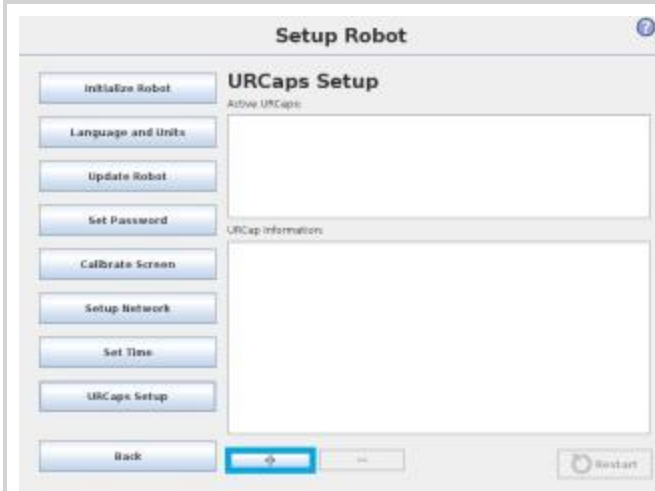 Setup Robot
?
Initialize Robot
URCaps Setup
Active URCaps:
Language and Units
Update Robot
Set Password
URCap Information:
Calibrate Screen
Setup Network
Set Time
URCaps Setup
Back
+
−
Restart